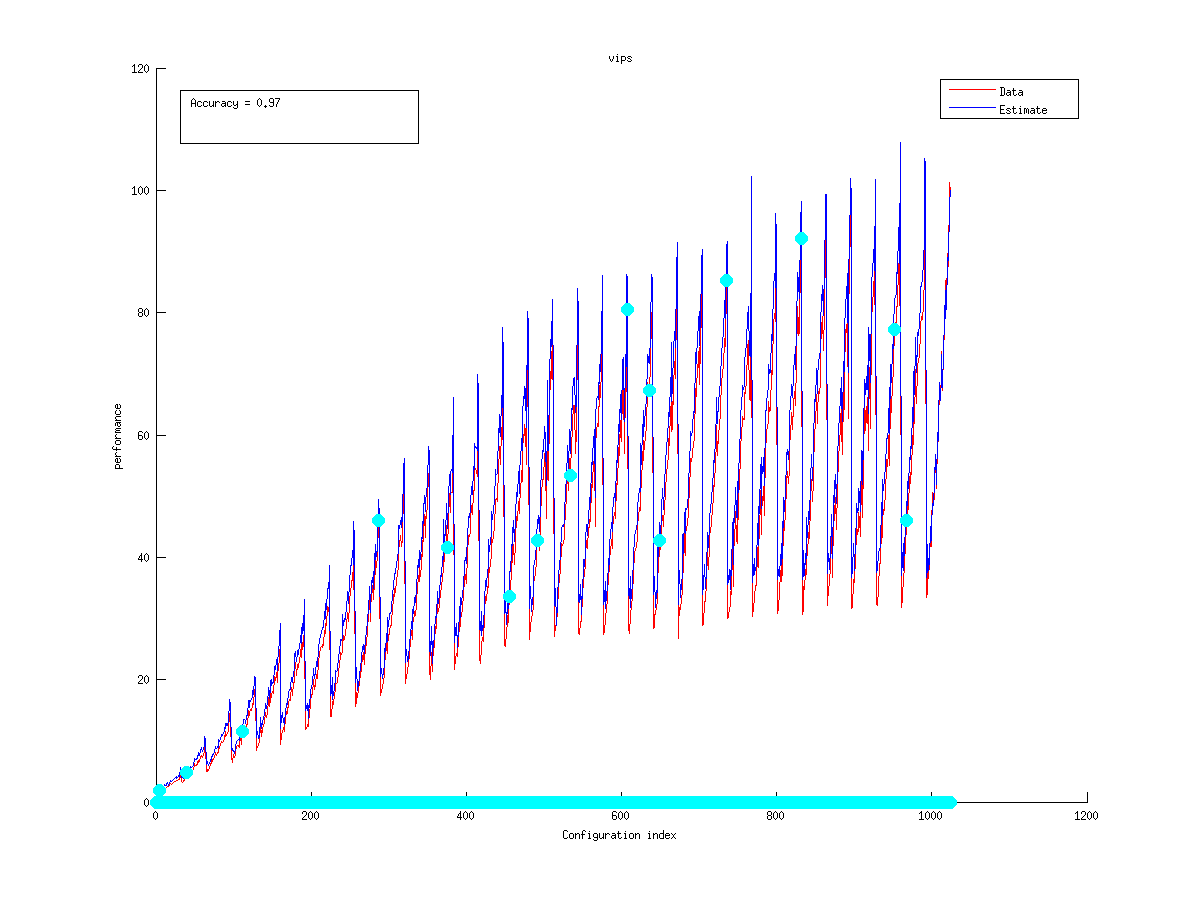 vips
Accuracy = 0.97
Data
Estimate
performance
120
100
80
60
40
20
0
0 200 400 600 800 1000 1200
Configuration index